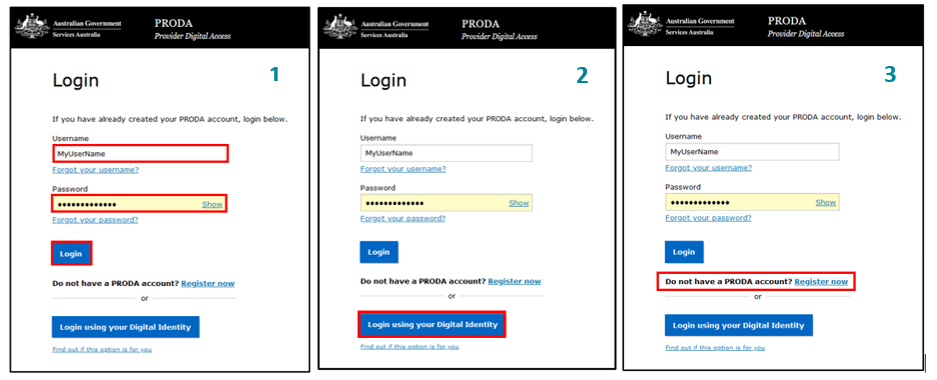 Australian Government
Services Australia
PRODA
Provider Digital Access
1
Login
If you have already created your PRODA account, login below.
Username
MyUserName
Forgot your username?
Password
•••••••••••••
Show
Forgot your password?
Login
Do not have a PRODA account? Register now
or
Login using your Digital Identity
Find out if this option is for you
Australian Government
Services Australia
PRODA
Provider Digital Access
2
Login
If you have already created your PRODA account, login below.
Username
MyUserName
Forgot your username?
Password
•••••••••••••
Show
Forgot your password?
Login
Do not have a PRODA account? Register now
or
Login using your Digital Identity
Find out if this option is for you
Australian Government
Services Australia
PRODA
Provider Digital Access
3
Login
If you have already created your PRODA account, login below.
Username
MyUserName
Forgot your username?
Password
•••••••••••••
Show
Forgot your password?
Login
Do not have a PRODA account? Register now
or
Login using your Digital Identity
Find out if this option is for you